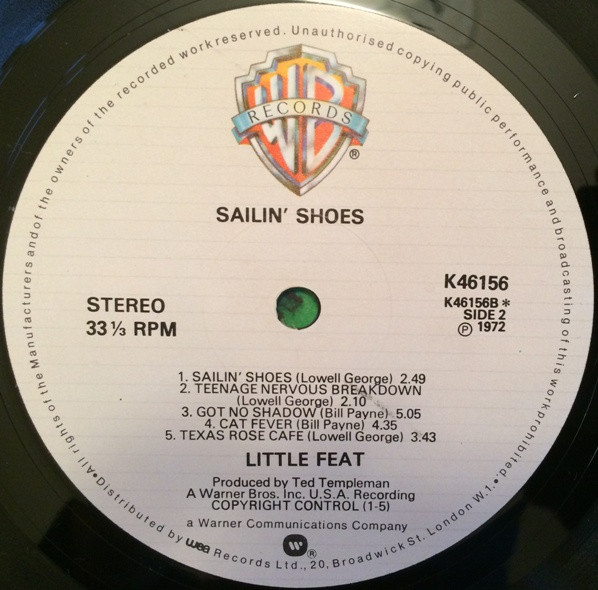 All rights of the Manufacturers and of the owners of the recorded work reserved. Unauthorised copying public performance and broadcasting of this work prohibited.
WB
RECORDS
®
SAILIN' SHOES
STEREO
33 ⅓ RPM
K46156
K46156B *
SIDE 2
℗ 1972
1. SAILIN' SHOES (Lowell George) 2.49
2. TEENAGE NERVOUS BREAKDOWN
(Lowell George) 2.10
3. GOT NO SHADOW (Bill Payne) 5.05
4. CAT FEVER (Bill Payne) 4.35
5. TEXAS ROSE CAFE (Lowell George) 3.43
LITTLE FEAT
Produced by Ted Templeman
A Warner Bros. Inc. U.S.A. Recording
COPYRIGHT CONTROL (1-5)
a Warner Communications Company
®
•Distributed by wea Records Ltd., 20, Broadwick St. London W.1.•